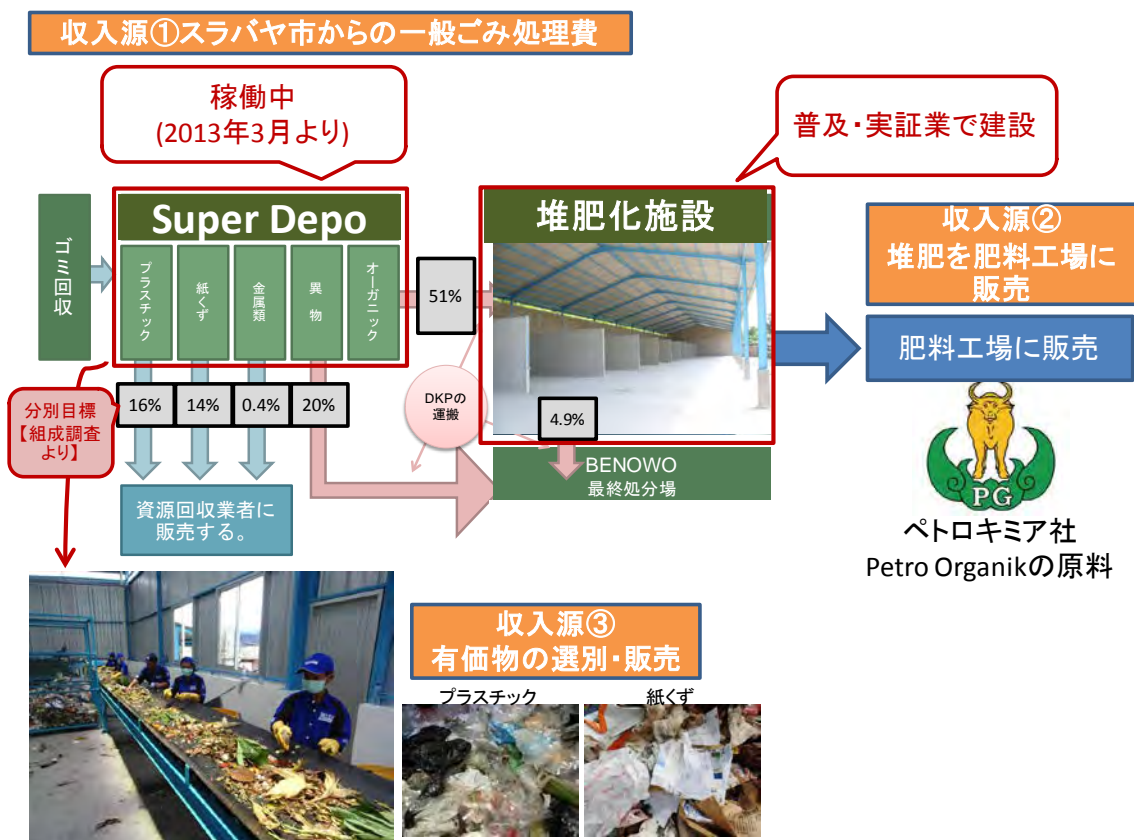 収入源①スラバヤ市からの一般ごみ処理費
稼働中
(2013年3月より)
普及・実証業で建設
ゴミ回収
Super Depo
プラスチック
紙くず
金属類
異物
オーガニック
51%
堆肥化施設
収入源②
堆肥を肥料工場に
販売
肥料工場に販売
分別目標
【組成調査
より】
16%
14%
0.4%
20%
DKPの
運搬
4.9%
BENOWO
最終処分場
資源回収業者に
販売する。
PG
ペトロキミア社
Petro Organikの原料
収入源③
有価物の選別・販売
プラスチック
紙くず